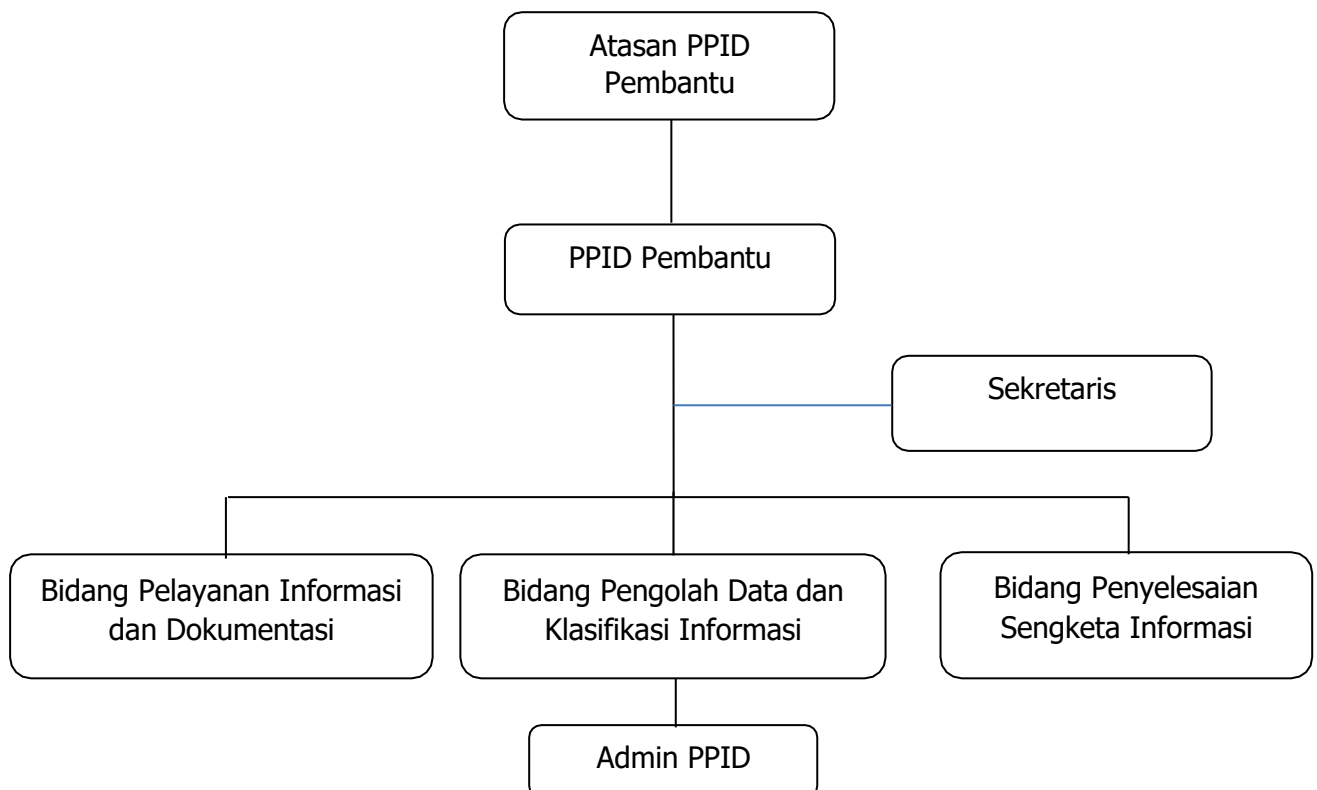 Atasan PPID
Pembantu
PPID Pembantu
Sekretaris
Bidang Pelayanan Informasi
dan Dokumentasi
Bidang Pengolah Data dan
Klasifikasi Informasi
Bidang Penyelesaian
Sengketa Informasi
Admin PPID